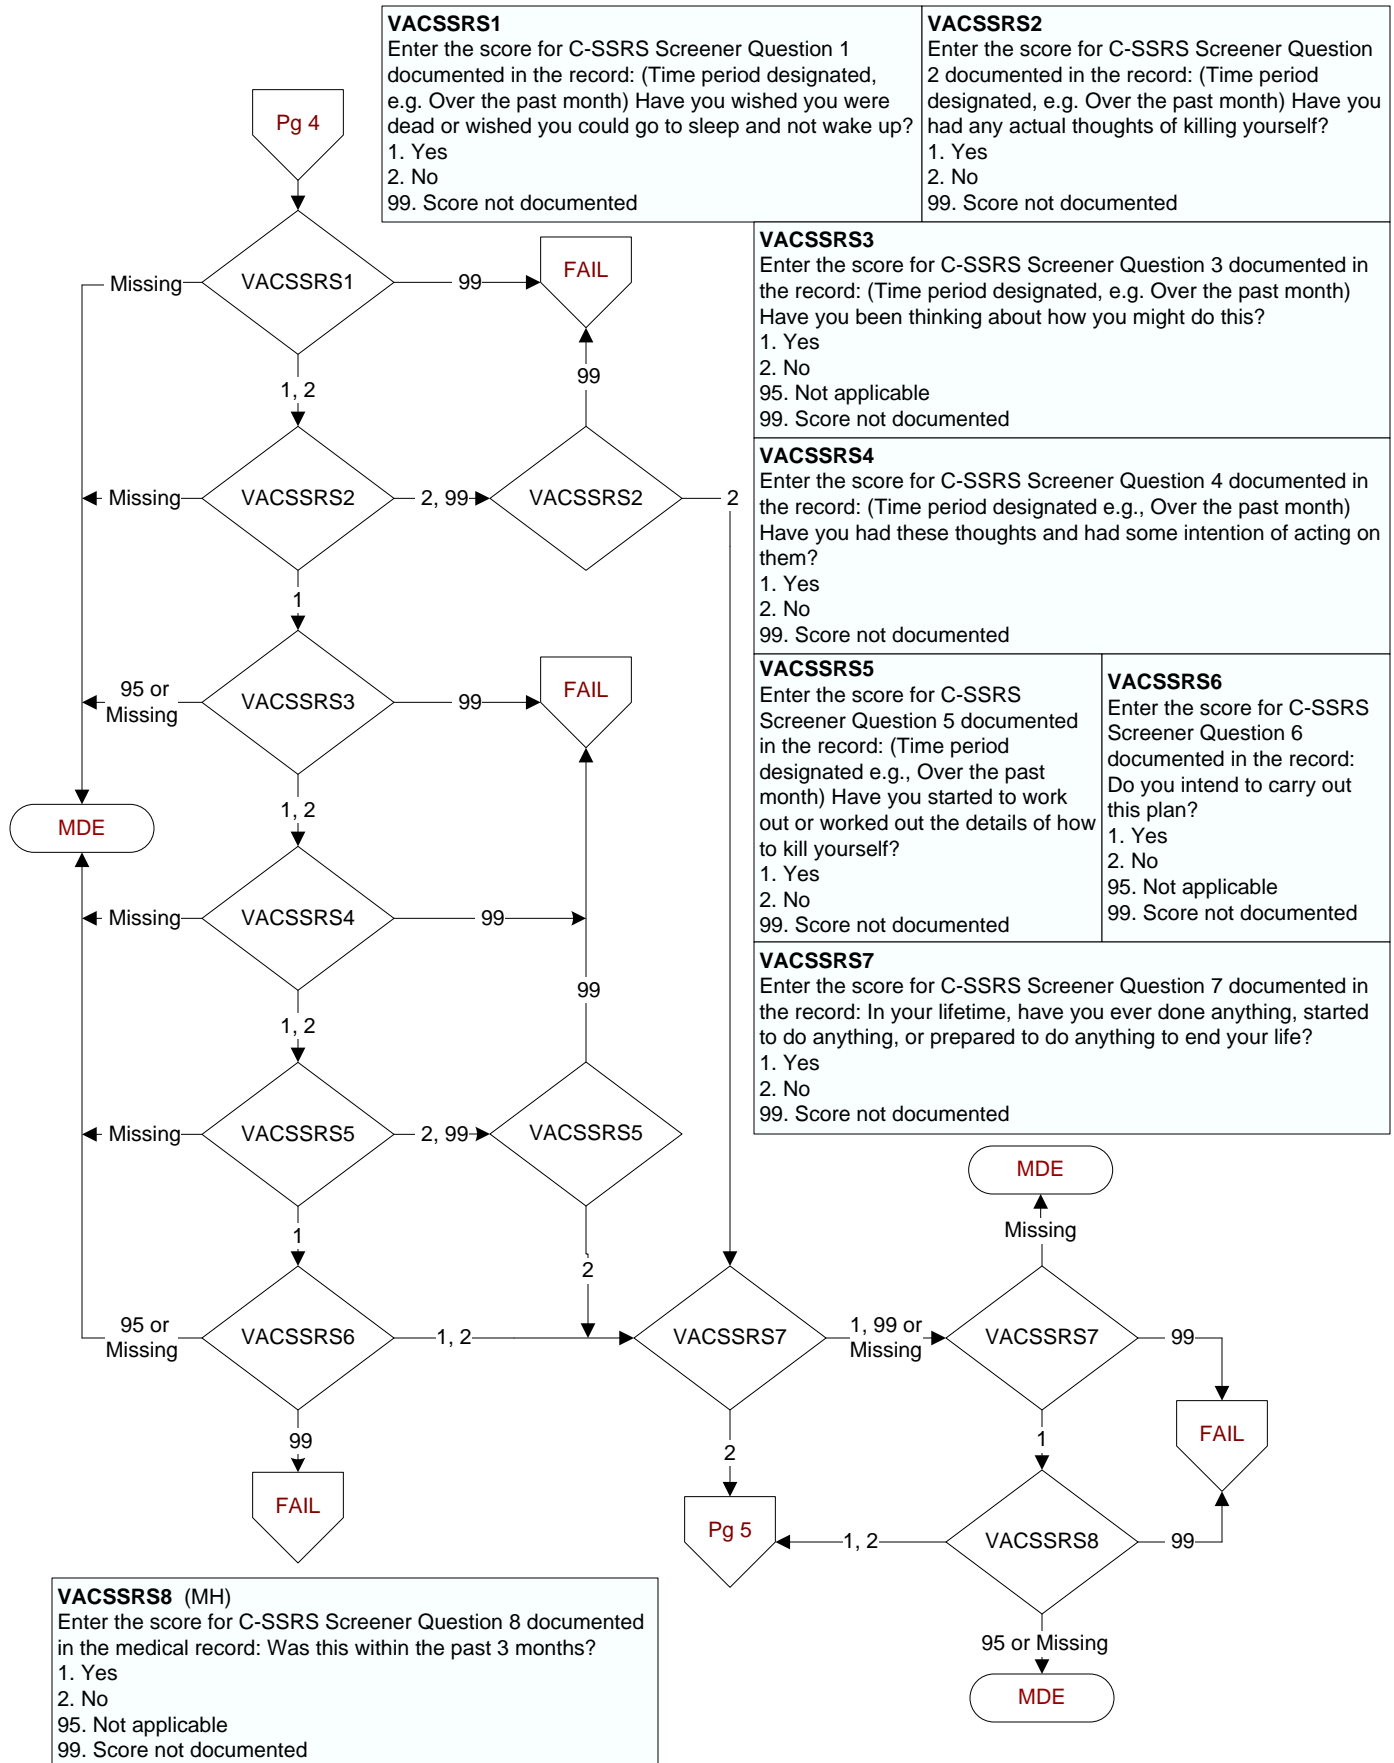 VACSSRS1
Enter the score for C-SSRS Screener Question 1
documented in the record: (Time period designated,
e.g. Over the past month) Have you wished you were
dead or wished you could go to sleep and not wake up?
1. Yes
2. No
99. Score not documented
VACSSRS2
Enter the score for C-SSRS Screener Question
2 documented in the record: (Time period
designated, e.g. Over the past month) Have you
had any actual thoughts of killing yourself?
1. Yes
2. No
99. Score not documented
Pg 4
VACSSRS3
Enter the score for C-SSRS Screener Question 3 documented in
the record: (Time period designated, e.g. Over the past month)
Have you been thinking about how you might do this?
1. Yes
2. No
95. Not applicable
99. Score not documented
Missing
VACSSRS1
99
FAIL
1, 2
99
VACSSRS4
Enter the score for C-SSRS Screener Question 4 documented in
the record: (Time period designated e.g., Over the past month)
Have you had these thoughts and had some intention of acting on
them?
1. Yes
2. No
99. Score not documented
Missing
VACSSRS2
2, 99
VACSSRS2
2
1
VACSSRS5
Enter the score for C-SSRS
Screener Question 5 documented
in the record: (Time period
designated e.g., Over the past
month) Have you started to work
out or worked out the details of how
to kill yourself?
1. Yes
2. No
99. Score not documented
VACSSRS6
Enter the score for C-SSRS
Screener Question 6
documented in the record:
Do you intend to carry out
this plan?
1. Yes
2. No
95. Not applicable
99. Score not documented
95 or
Missing
VACSSRS3
99
FAIL
1, 2
MDE
Missing
VACSSRS4
99
99
1, 2
VACSSRS7
Enter the score for C-SSRS Screener Question 7 documented in
the record: In your lifetime, have you ever done anything, started
to do anything, or prepared to do anything to end your life?
1. Yes
2. No
99. Score not documented
Missing
VACSSRS5
2, 99
VACSSRS5
MDE
Missing
1
2
95 or
Missing
VACSSRS6
1, 2
VACSSRS7
1, 99 or
Missing
VACSSRS7
99
99
2
1
FAIL
FAIL
Pg 5
1, 2
VACSSRS8
99
95 or Missing
MDE
VACSSRS8 (MH)
Enter the score for C-SSRS Screener Question 8 documented
in the medical record: Was this within the past 3 months?
1. Yes
2. No
95. Not applicable
99. Score not documented